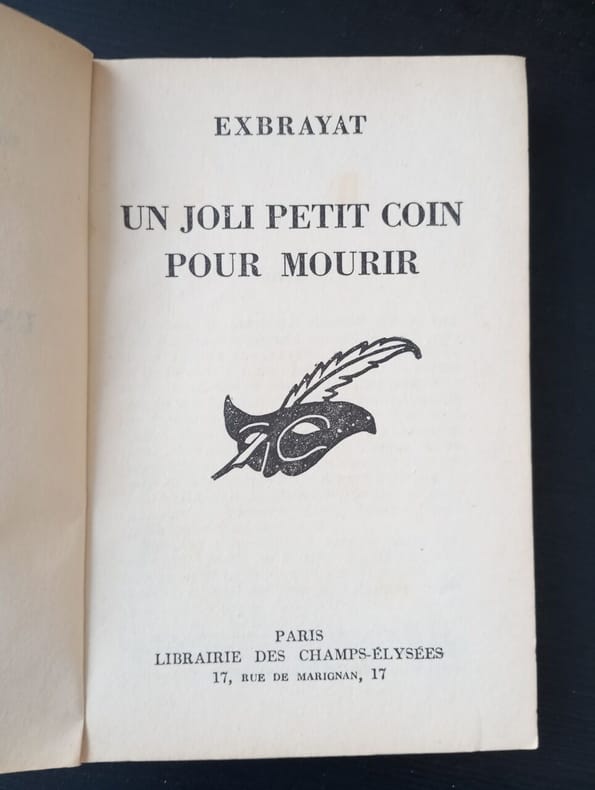 EXBRAYAT
UN JOLI PETIT COIN
POUR MOURIR
PARIS
LIBRAIRIE DES CHAMPS-ÉLYSÉES
17, RUE DE MARIGNAN, 17